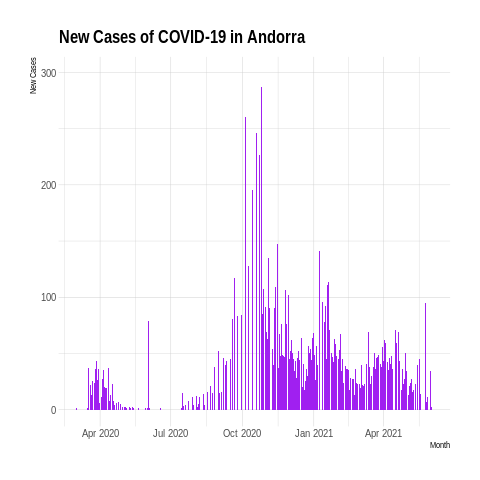 New Cases of COVID-19 in Andorra
New Cases
300
200
100
0
Apr 2020
Jul 2020
Oct 2020
Jan 2021
Apr 2021
Month